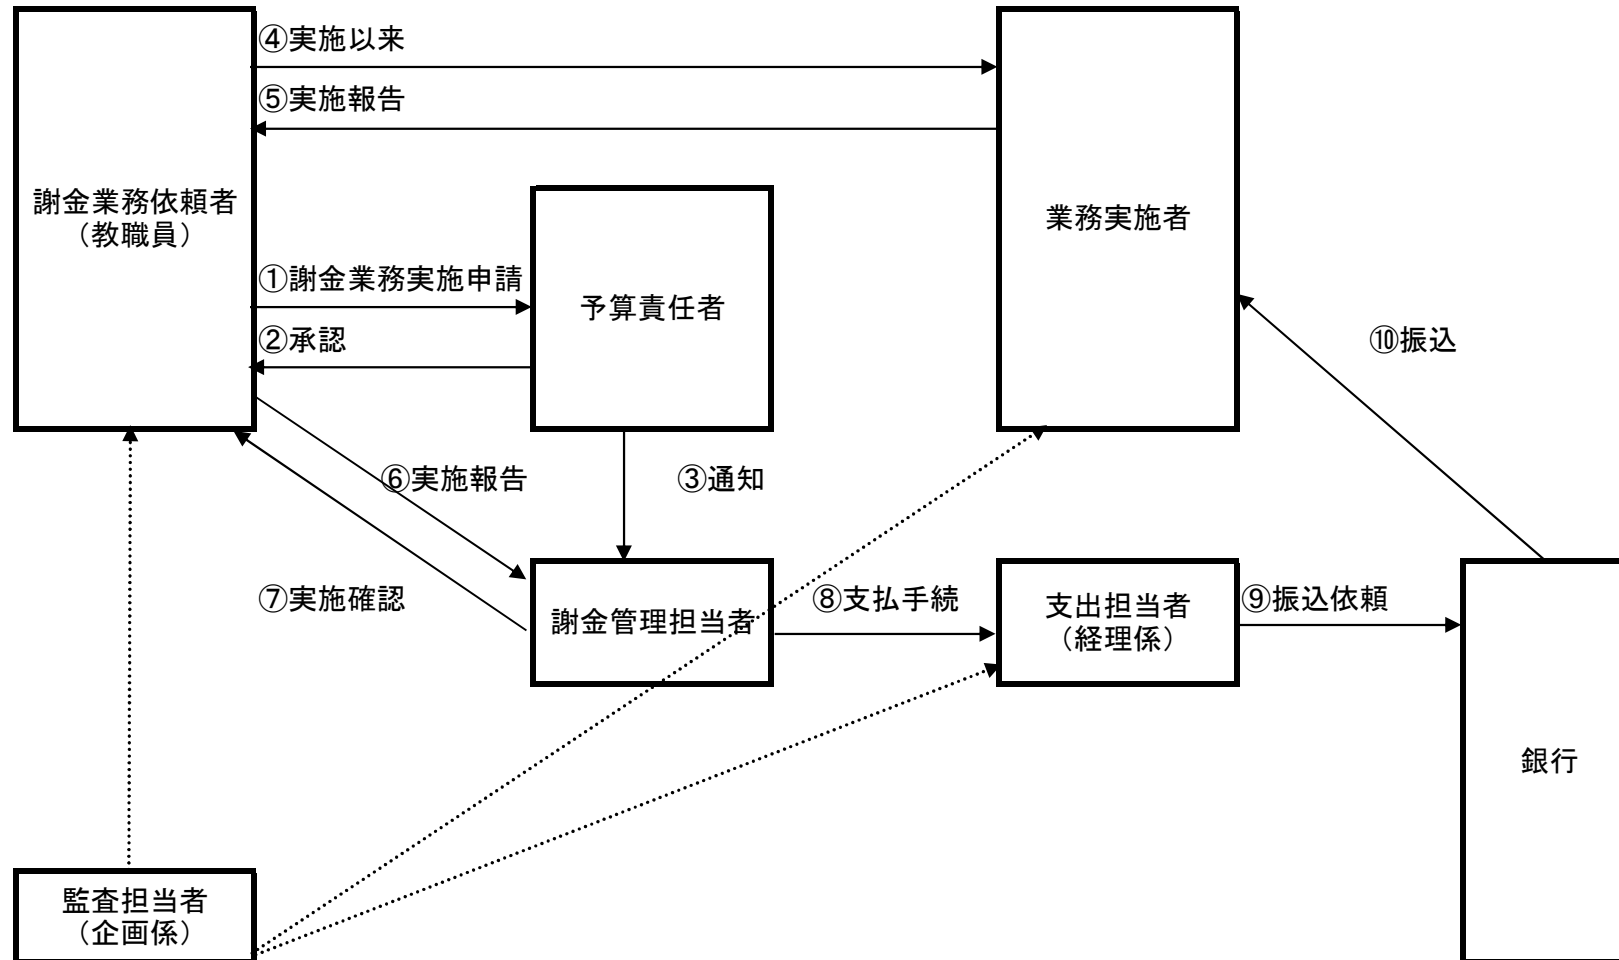 ④実施以来
⑤実施報告
謝金業務依頼者
（教職員）
業務実施者
①謝金業務実施申請
予算責任者
②承認
⑩振込
⑥実施報告
③通知
⑦実施確認
謝金管理担当者
⑧支払手続
支出担当者
（経理係）
⑨振込依頼
銀行
監査担当者
（企画係）